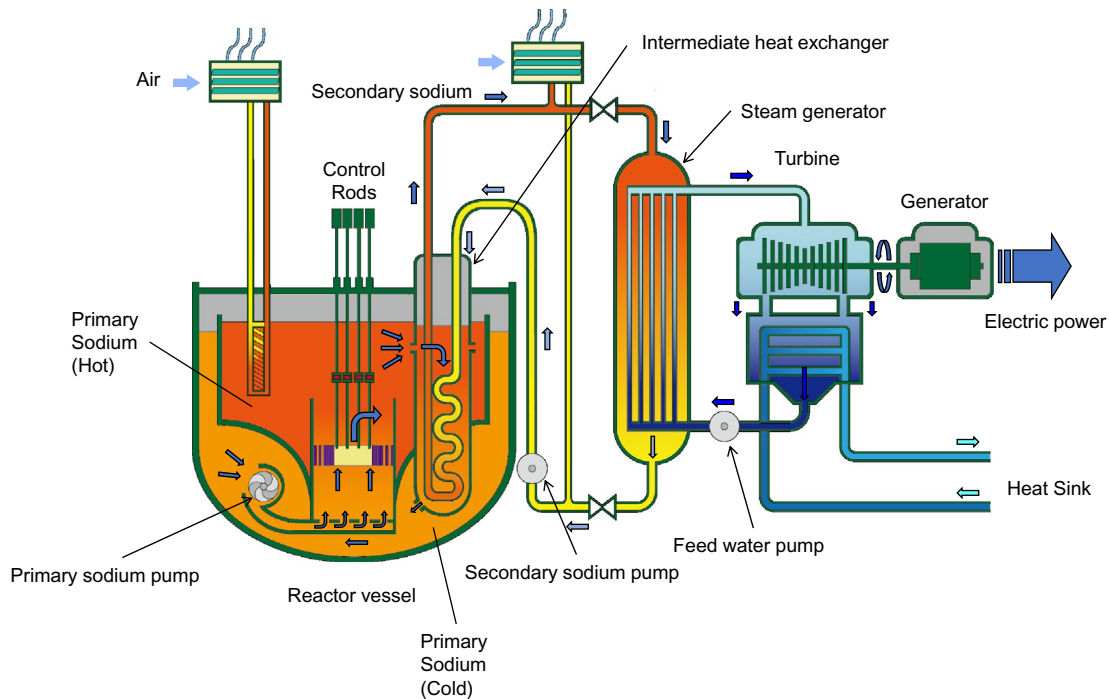 Intermediate heat exchanger
Air
Secondary sodium
Steam generator
Turbine
Control
Rods
Generator
Primary
Sodium
(Hot)
Electric power
Heat Sink
Feed water pump
Primary sodium pump
Secondary sodium pump
Reactor vessel
Primary
Sodium
(Cold)